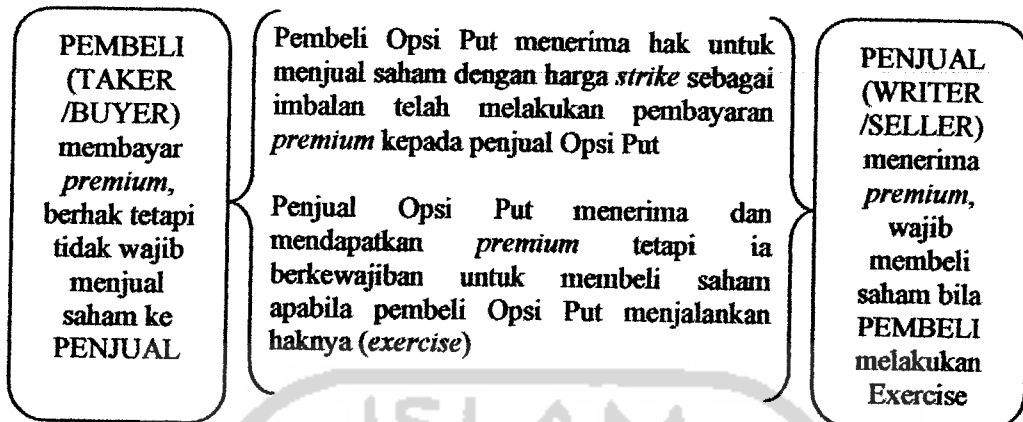 PEMBELI
(TAKER
/BUYER)
membayar
premium,
berhak tetapi
tidak wajib
menjual
saham ke
PENJUAL
Pembeli Opsi Put menerima hak untuk
menjual saham dengan harga strike sebagai
imbalan telah melakukan pembayaran
premium kepada penjual Opsi Put
Penjual Opsi Put menerima dan
mendapatkan premium tetapi ia
berkewajiban untuk membeli saham
apabila pembeli Opsi Put menjalankan
haknya (exercise)
PENJUAL
(WRITER
/SELLER)
menerima
premium,
wajib
membeli
saham bila
PEMBELI
melakukan
Exercise
ISLAM